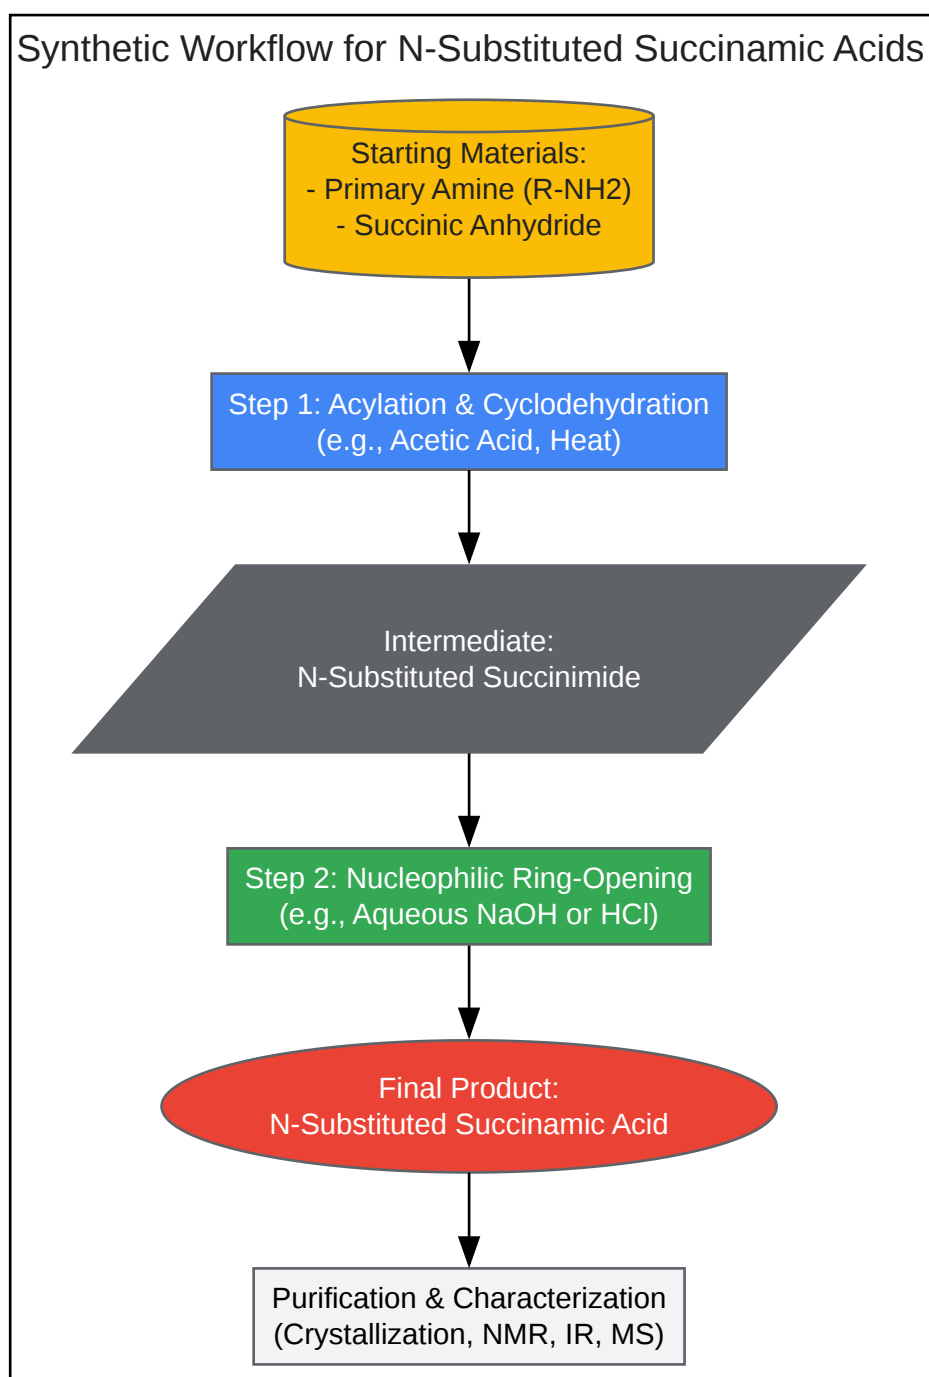 Synthetic Workflow for N-Substituted Succinamic Acids
Starting Materials:
- Primary Amine (R-NH2)
- Succinic Anhydride
Step 1: Acylation & Cyclodehydration
(e.g., Acetic Acid, Heat)
Intermediate:
N-Substituted Succinimide
Step 2: Nucleophilic Ring-Opening
(e.g., Aqueous NaOH or HCl)
Final Product:
N-Substituted Succinamic Acid
Purification & Characterization
(Crystallization, NMR, IR, MS)